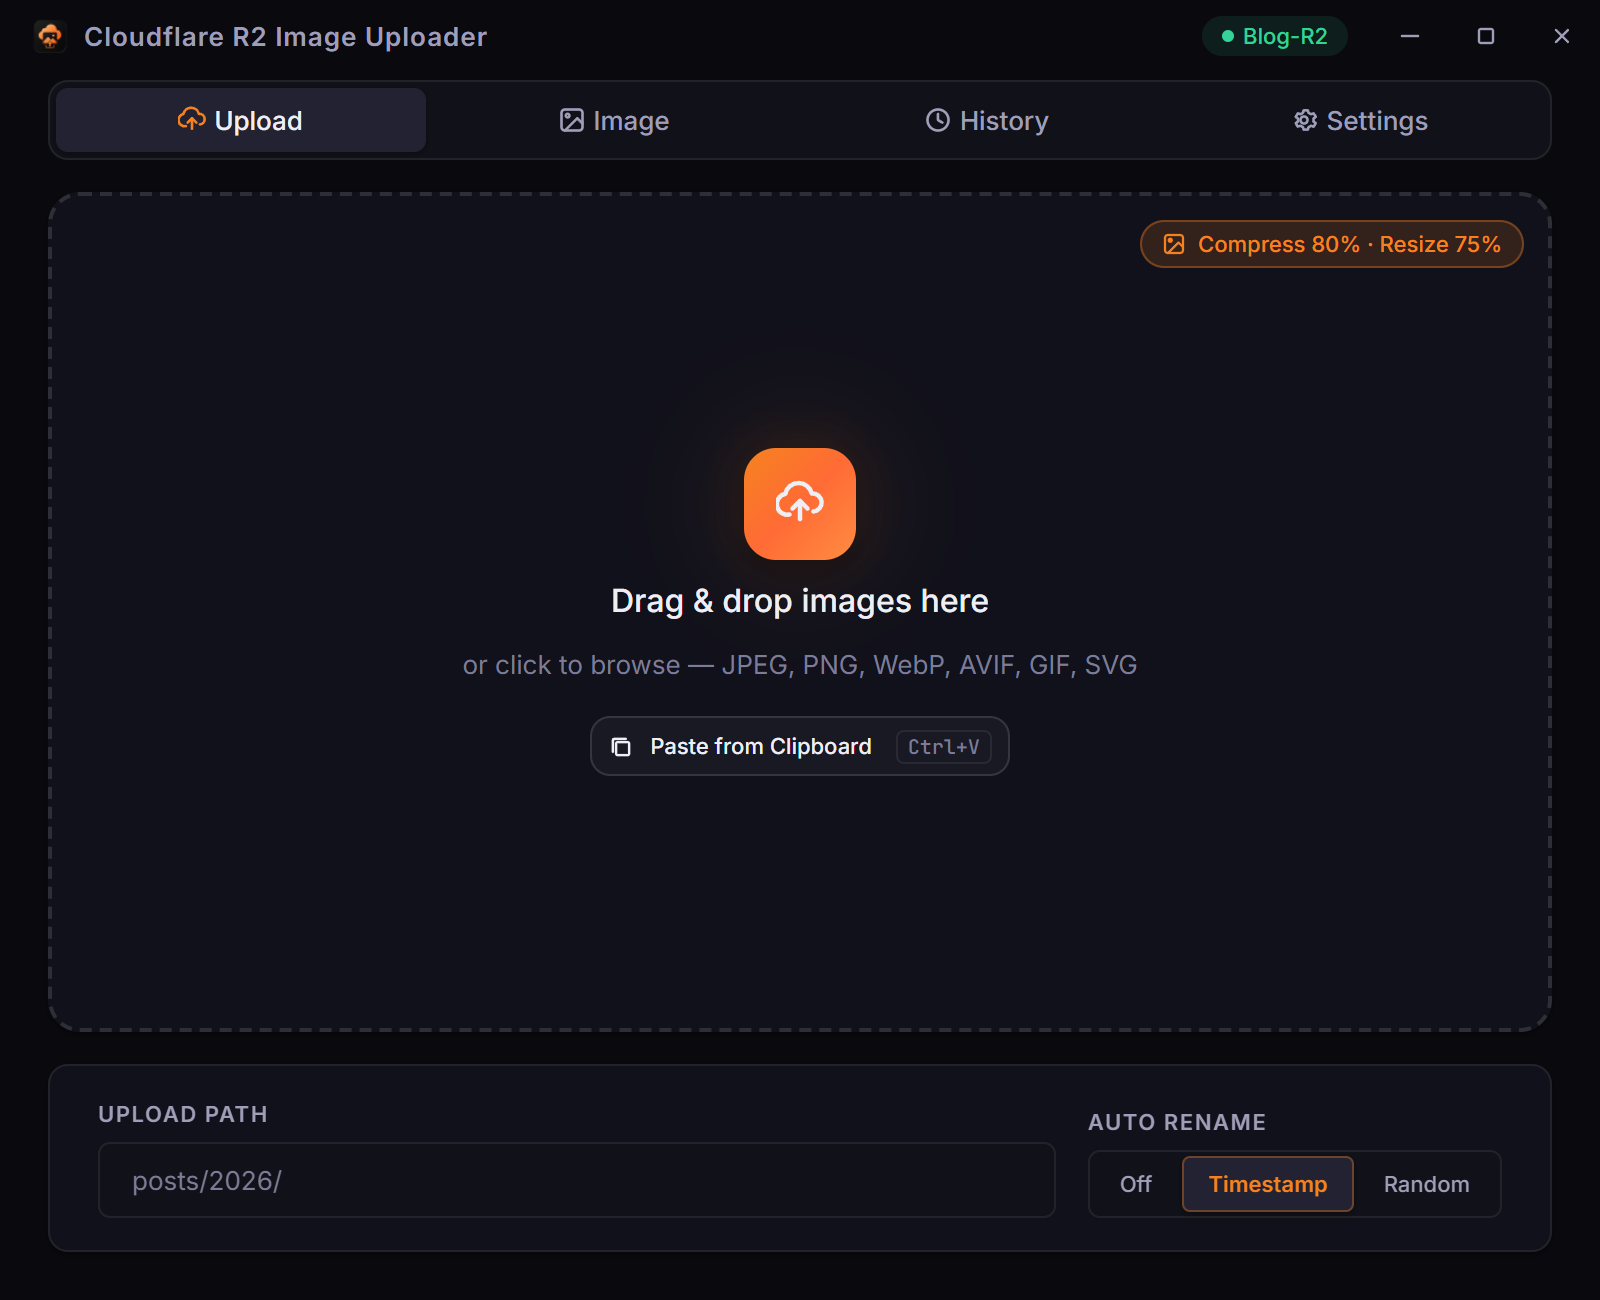 Cloudflare R2 Image Uploader
Blog-R2
Upload
Image
History
Settings
Compress 80% · Resize 75%
Drag & drop images here
or click to browse — JPEG, PNG, WebP, AVIF, GIF, SVG
Paste from Clipboard Ctrl+V
UPLOAD PATH
posts/2026/
AUTO RENAME
Off
Timestamp
Random